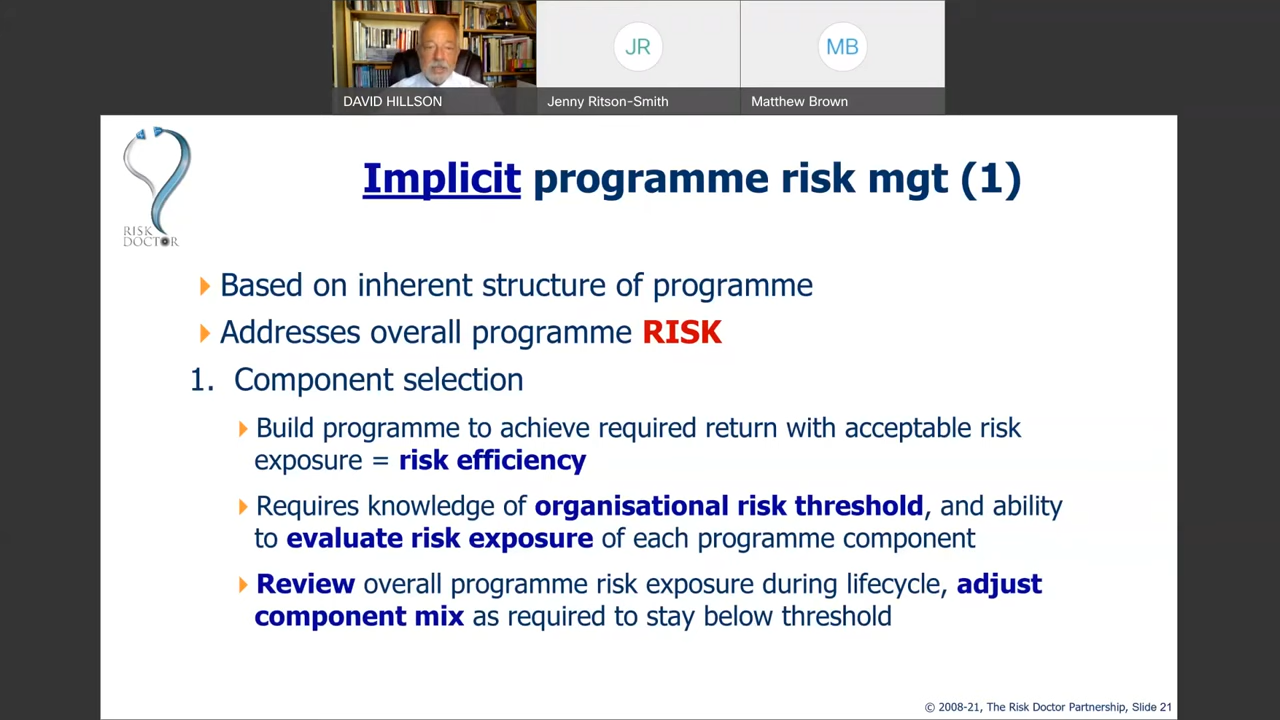 JR
MB
DAVID HILLSON
Jenny Ritson-Smith
Matthew Brown
RISK
DOCTOR
Implicit programme risk mgt (1)
Based on inherent structure of programme
Addresses overall programme RISK
1. Component selection
Build programme to achieve required return with acceptable risk
exposure = risk efficiency
Requires knowledge of organisational risk threshold, and ability
to evaluate risk exposure of each programme component
Review overall programme risk exposure during lifecycle, adjust
component mix as required to stay below threshold
© 2008-21, The Risk Doctor Partnership, Slide 21